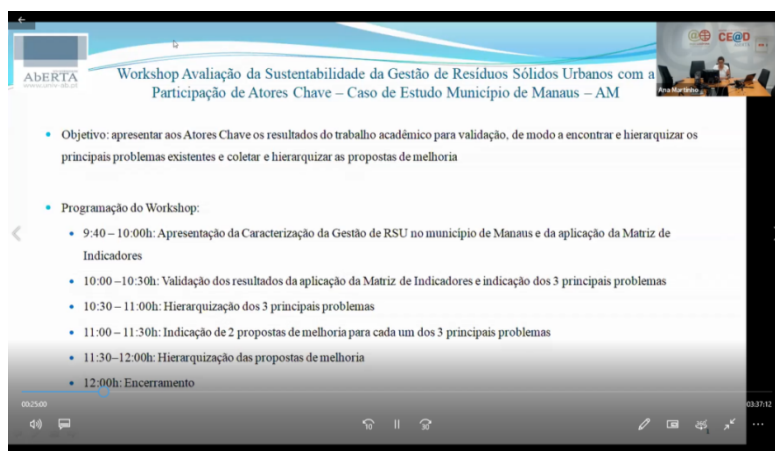 @ CE@D
AbERTA
www.univ-ab.pt
Ana Martinho
Workshop Avaliação da Sustentabilidade da Gestão de Resíduos Sólidos Urbanos com a
Participação de Atores Chave – Caso de Estudo Município de Manaus – AM
Objetivo: apresentar aos Atores Chave os resultados do trabalho acadêmico para validação, de modo a encontrar e hierarquizar os
principais problemas existentes e coletar e hierarquizar as propostas de melhoria
Programação do Workshop:
9:40 – 10:00h: Apresentação da Caracterização da Gestão de RSU no município de Manaus e da aplicação da Matriz de
Indicadores
10:00 –10:30h: Validação dos resultados da aplicação da Matriz de Indicadores e indicação dos 3 principais problemas
10:30 – 11:00h: Hierarquização dos 3 principais problemas
11:00 – 11:30h: Indicação de 2 propostas de melhoria para cada um dos 3 principais problemas
11:30–12:00h: Hierarquização das propostas de melhoria
12:00h: Encerramento
00:25:00
03:37:12
10
30